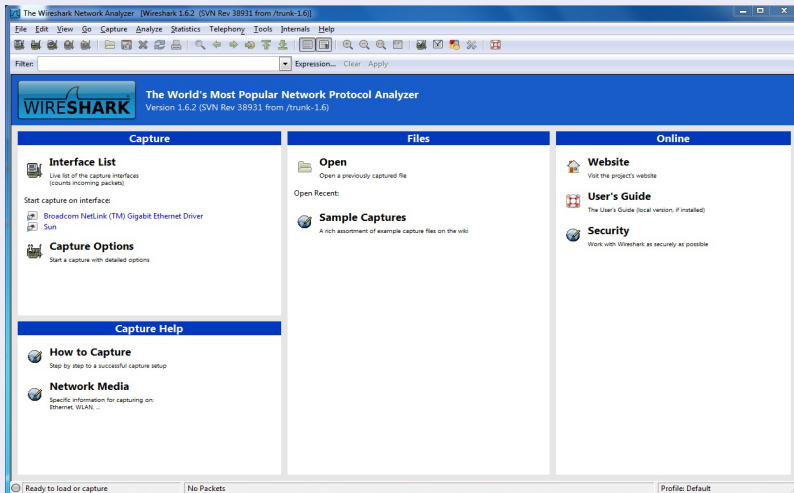 The Wireshark Network Analyzer [Wireshark 1.6.2 (SVN Rev 38931 from /trunk-1.6)]
File Edit View Go Capture Analyze Statistics Telephony Tools Internals Help
Filter: Expression... Clear Apply
WIRESHARK
The World's Most Popular Network Protocol Analyzer
Version 1.6.2 (SVN Rev 38931 from /trunk-1.6)
Capture
Interface List
Live list of the capture interfaces
(counts incoming packets)
Start capture on interface:
Broadcom NetLink (TM) Gigabit Ethernet Driver
Sun
Capture Options
Start a capture with detailed options
Capture Help
How to Capture
Step by step to a successful capture setup
Network Media
Specific information for capturing on:
Ethernet, WLAN, ...
Files
Open
Open a previously captured file
Open Recent:
Sample Captures
A rich assortment of example capture files on the wiki
Online
Website
Visit the project's website
User's Guide
The User's Guide (local version, if installed)
Security
Work with Wireshark as securely as possible
Ready to load or capture
No Packets
Profile: Default